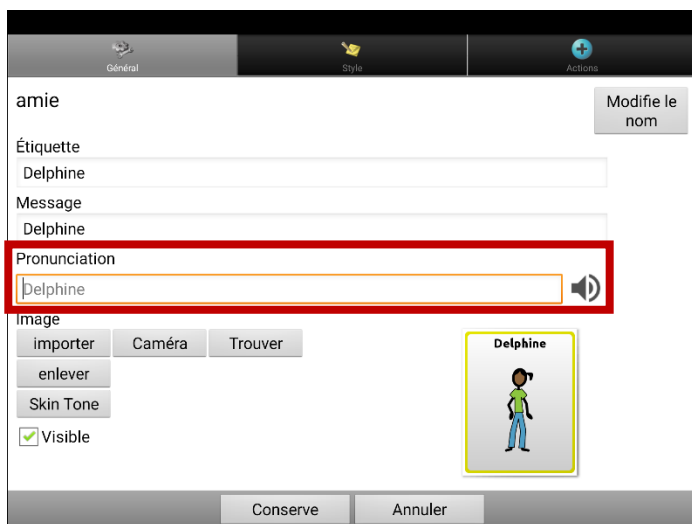 Général Style Actions
amie
Modifie le
nom
Étiquette
Delphine
Message
Delphine
Pronunciation
Delphine
Image
importer Caméra Trouver
enlever
Skin Tone
Visible
Delphine
Conserve Annuler